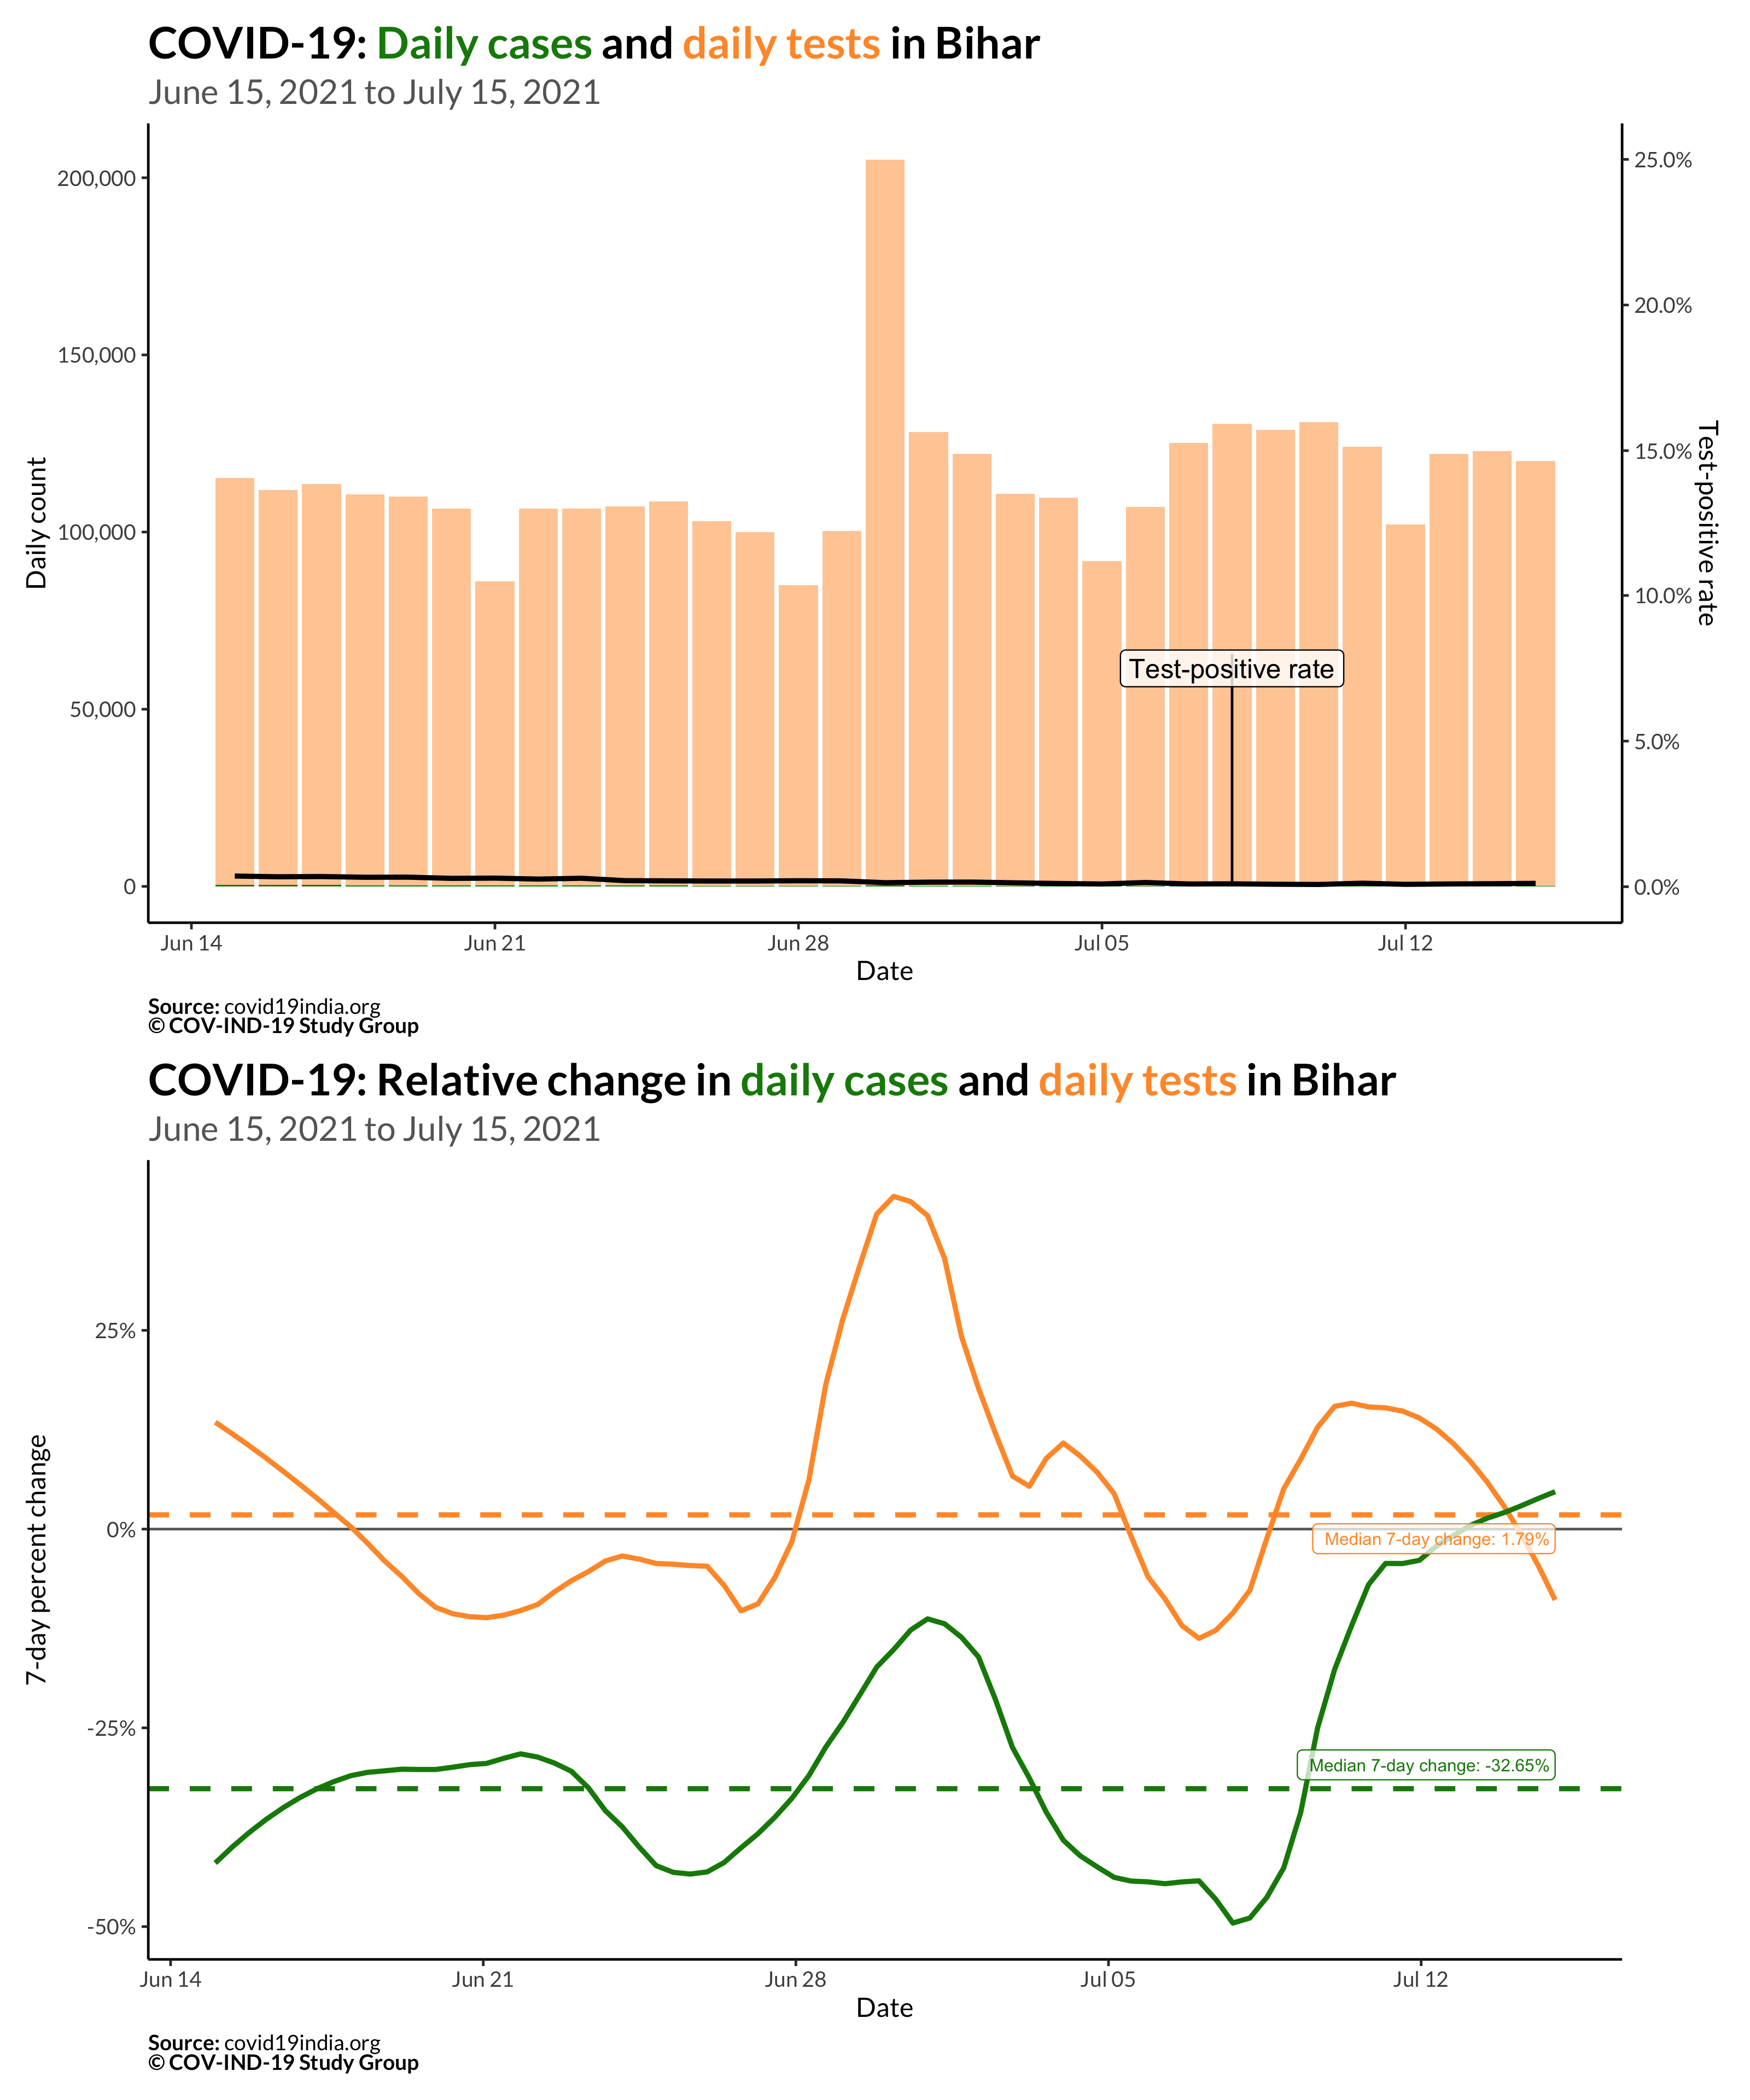 COVID-19: Daily cases and daily tests in Bihar
June 15, 2021 to July 15, 2021
200,000
150,000
100,000
50,000
0
Daily count
25.0%
20.0%
15.0%
10.0%
5.0%
0.0%
Test-positive rate
Test-positive rate
Jun 14
Jun 21
Jun 28
Jul 05
Jul 12
Date
Source: covid19india.org
© COV-IND-19 Study Group
COVID-19: Relative change in daily cases and daily tests in Bihar
June 15, 2021 to July 15, 2021
25%
0%
-25%
-50%
7-day percent change
Median 7-day change: 1.79%
Median 7-day change: -32.65%
Jun 14
Jun 21
Jun 28
Jul 05
Jul 12
Date
Source: covid19india.org
© COV-IND-19 Study Group